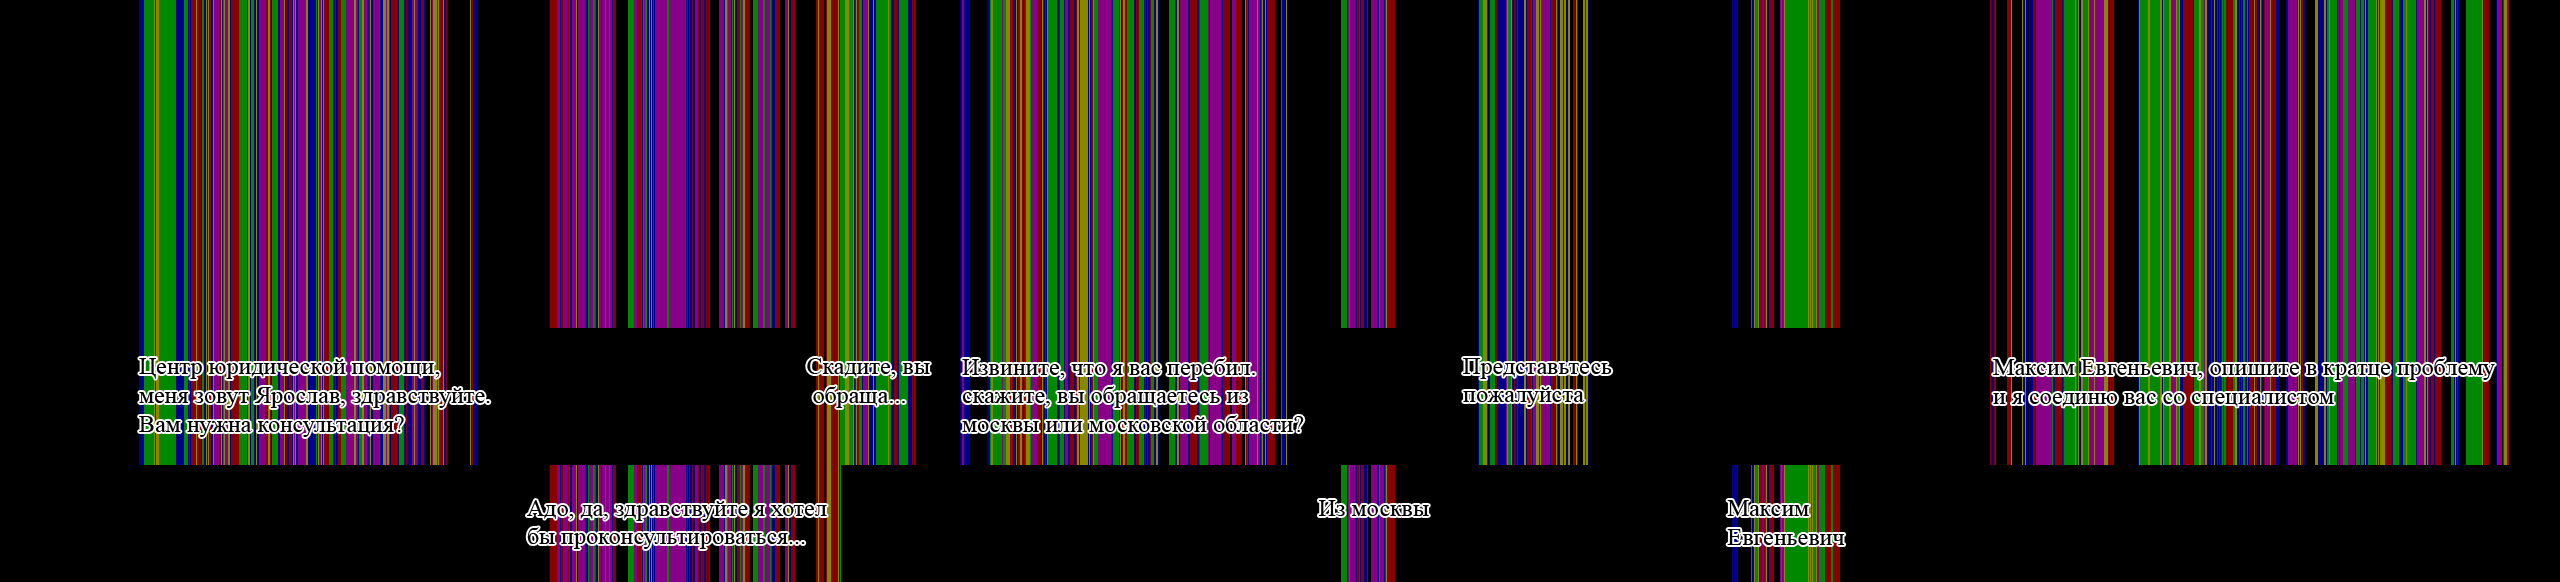 Центр юридической помощи,
меня зовут Ярослав, здравствуйте.
Вам нужна консультация?
Адо, да, здравствуйте я хотел
бы проконсультироваться...
Скадите, вы
обраща...
Извините, что я вас перебил.
скажите, вы обращаетесь из
москвы или московской области?
Из москвы
Представьтесь
пожалуйста
Максим
Евгеньевич
Максим Евгеньевич, опишите в кратце проблему
и я соединю вас со специалистом